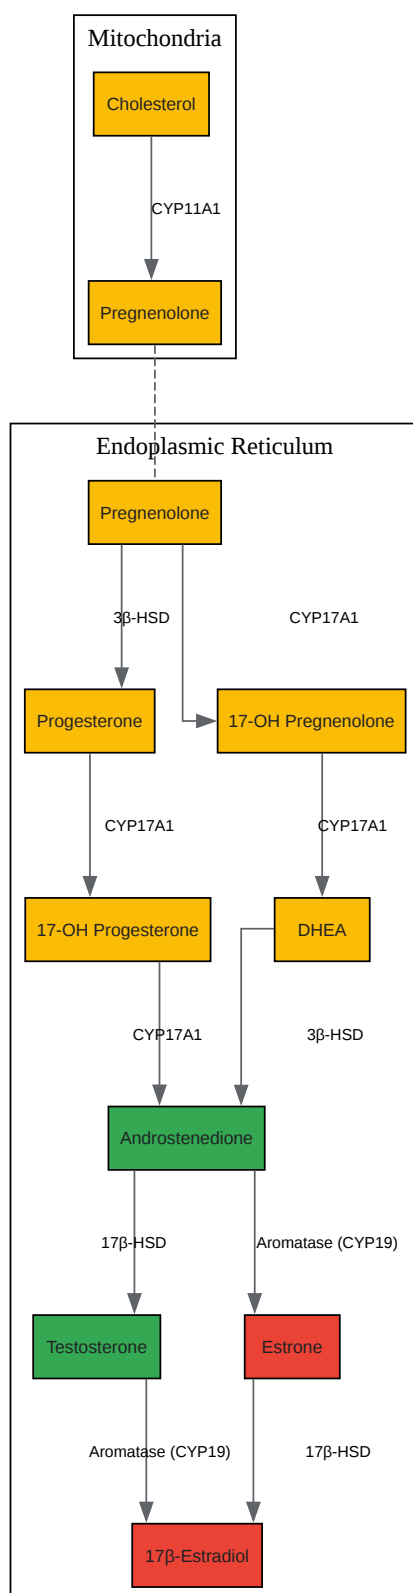 Mitochondria
Cholesterol
CYP11A1
Pregnenolone
Endoplasmic Reticulum
Pregnenolone
3β-HSD
CYP17A1
Progesterone
17-OH Pregnenolone
CYP17A1
CYP17A1
17-OH Progesterone
DHEA
CYP17A1
3β-HSD
Androstenedione
17β-HSD
Aromatase (CYP19)
Testosterone
Estrone
Aromatase (CYP19)
17β-HSD
17β-Estradiol